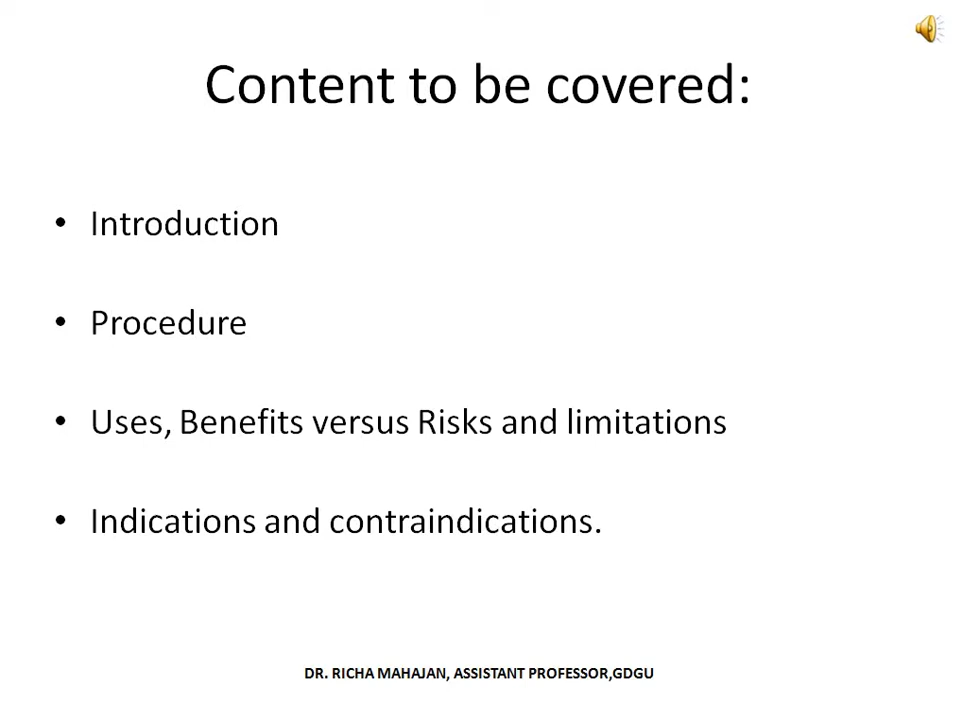 Content to be covered:
• Introduction
• Procedure
• Uses, Benefits versus Risks and limitations
• Indications and contraindications.
DR. RICHA MAHAJAN, ASSISTANT PROFESSOR,GDGU